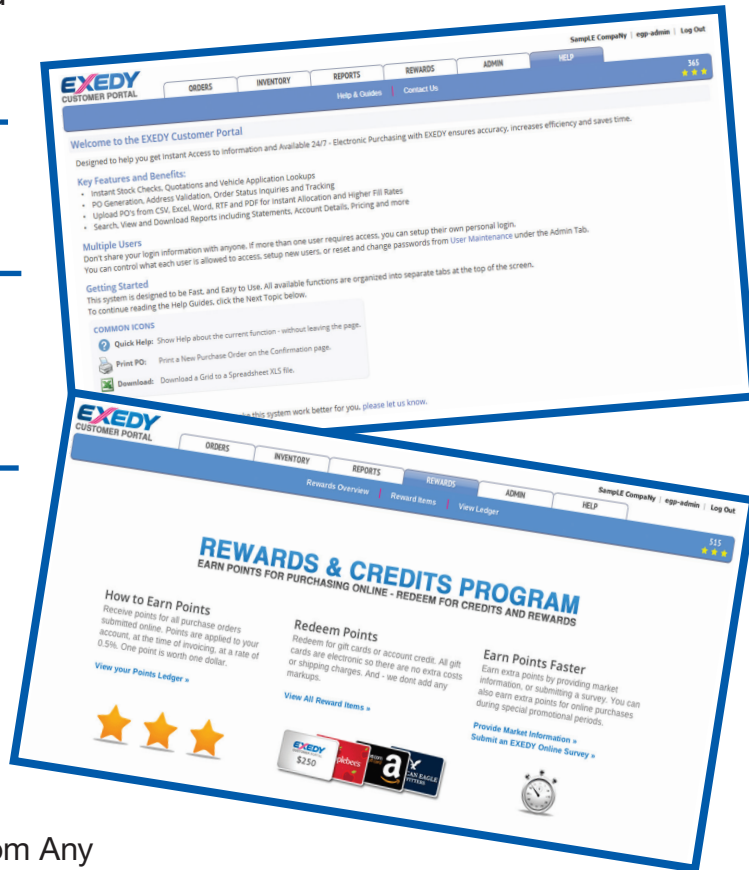 EXEDY
CUSTOMER PORTAL
SampLE CompaNy | egp-admin | Log Out
ORDERS
INVENTORY
REPORTS
REWARDS
ADMIN
HELP
Help & Guides | Contact Us
365
Welcome to the EXEDY Customer Portal
Designed to help you get Instant Access to Information and Available 24/7 - Electronic Purchasing with EXEDY ensures accuracy, increases efficiency and saves time.
Key Features and Benefits:
• Instant Stock Checks, Quotations and Vehicle Application Lookups
• PO Generation, Address Validation, Order Status Inquiries and Tracking
• Upload PO's from CSV, Excel, Word, RTF and PDF for Instant Allocation and Higher Fill Rates
• Search, View and Download Reports including Statements, Account Details, Pricing and more
Multiple Users
Don't share your login information with anyone. If more than one user requires access, you can setup their own personal login.
You can control what each user is allowed to access, setup new users, or reset and change passwords from User Maintenance under the Admin Tab.
Getting Started
This system is designed to be Fast, and Easy to Use. All available functions are organized into separate tabs at the top of the screen.
To continue reading the Help Guides, click the Next Topic below.
COMMON ICONS
Quick Help: Show Help about the current function - without leaving the page.
Print PO: Print a New Purchase Order on the Confirmation page.
Download: Download a Grid to a Spreadsheet XLS file.
this system work better for you, please let us know.
EXEDY
CUSTOMER PORTAL
ORDERS
INVENTORY
REPORTS
REWARDS
ADMIN
HELP
SampLE CompaNy | egp-admin | Log Out
Rewards Overview | Reward Items | View Ledger
515
REWARDS & CREDITS PROGRAM
EARN POINTS FOR PURCHASING ONLINE - REDEEM FOR CREDITS AND REWARDS
How to Earn Points
Receive points for all purchase orders
submitted online. Points are applied to your
account, at the time of invoicing, at a rate of
0.5%. One point is worth one dollar.
View your Points Ledger »
Redeem Points
Redeem for gift cards or account credit. All gift
cards are electronic so there are no extra costs
or shipping charges. And - we dont add any
markups.
View All Reward Items »
Earn Points Faster
Earn extra points by providing market
information, or submitting a survey. You can
also earn extra points for online purchases
during special promotional periods.
Provide Market Information »
Submit an EXEDY Online Survey »
EXEDY
CUSTOMER PORTAL
$250
plebee's
a
CAN EAGLE
TFITTERS
om Any